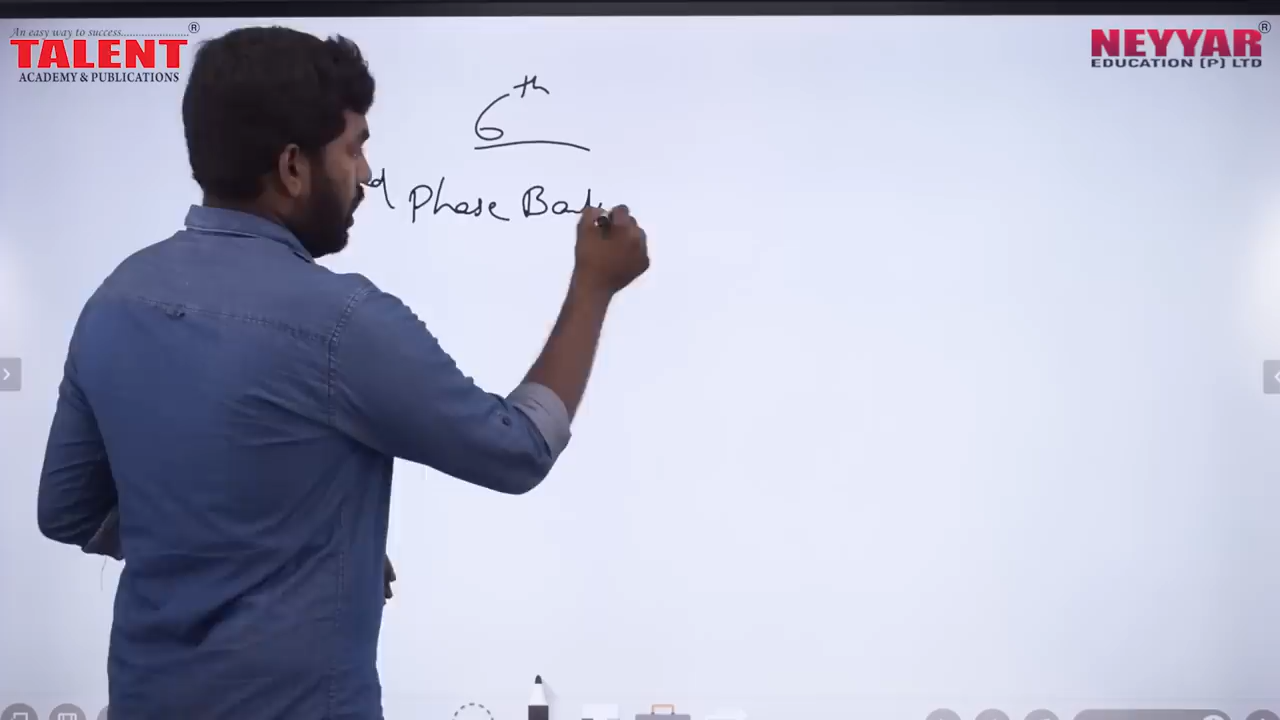 An easy way to success.....................®
TALENT
ACADEMY & PUBLICATIONS
NEYYAR®
EDUCATION (P) LTD
6th
d Phase